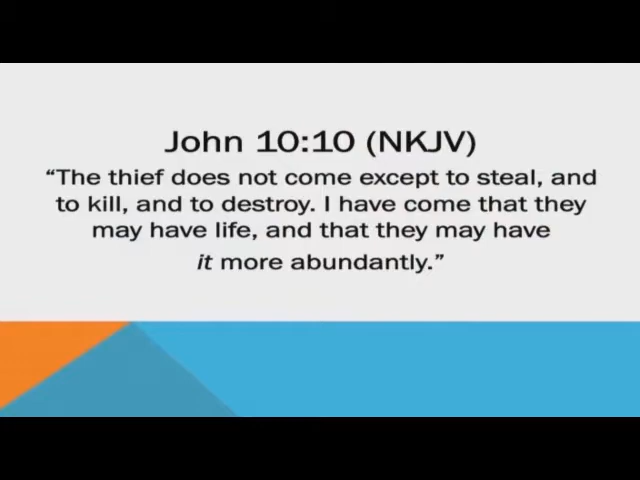 John 10:10 (NKJV)
“The thief does not come except to steal, and
to kill, and to destroy. I have come that they
may have life, and that they may have
it more abundantly.”